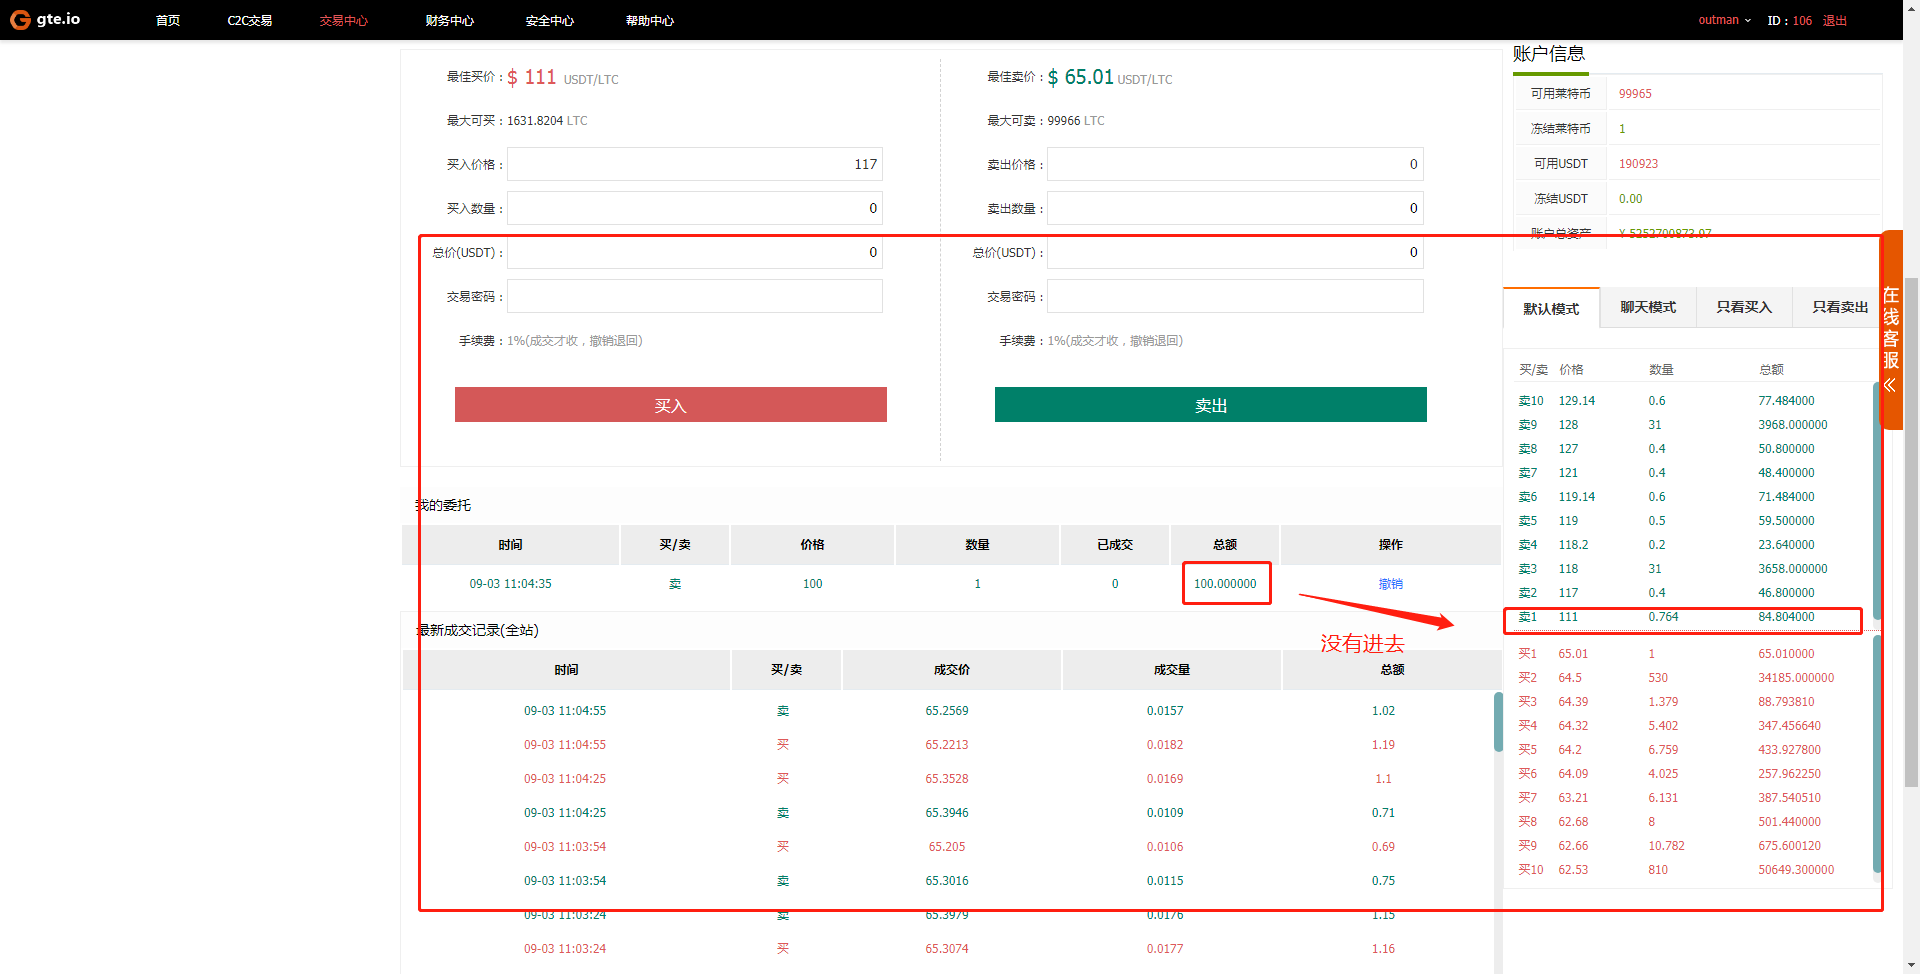 gte.io 首页 C2C交易 交易中心 财务中心 安全中心 帮助中心 outman ID：106 退出
最佳买价：$ 111 USDT/LTC
最大可买：1631.8204 LTC
买入价格： 117
买入数量： 0
总价(USDT)： 0
交易密码：
手续费：1%(成交才收，撤销退回)
买入
最佳卖价：$ 65.01 USDT/LTC
最大可卖：99966 LTC
卖出价格： 0
卖出数量： 0
总价(USDT)： 0
交易密码：
手续费：1%(成交才收，撤销退回)
卖出
账户信息
可用莱特币 99965
冻结莱特币 1
可用USDT 190923
冻结USDT 0.00
账户总资产 ¥ 5252700873.97
在线客服
默认模式 聊天模式 只看买入 只看卖出
买/卖 价格 数量 总额
卖10 129.14 0.6 77.484000
卖9 128 31 3968.000000
卖8 127 0.4 50.800000
卖7 121 0.4 48.400000
卖6 119.14 0.6 71.484000
卖5 119 0.5 59.500000
卖4 118.2 0.2 23.640000
卖3 118 31 3658.000000
卖2 117 0.4 46.800000
卖1 111 0.764 84.804000
买1 65.01 1 65.010000
买2 64.5 530 34185.000000
买3 64.39 1.379 88.793810
买4 64.32 5.402 347.456640
买5 64.2 6.759 433.927800
买6 64.09 4.025 257.962250
买7 63.21 6.131 387.540510
买8 62.68 8 501.440000
买9 62.66 10.782 675.600120
买10 62.53 810 50649.300000
我的委托
时间 买/卖 价格 数量 已成交 总额 操作
09-03 11:04:35 卖 100 1 0 100.000000 撤销
没有进去
最新成交记录(全站)
时间 买/卖 成交价 成交量 总额
09-03 11:04:55 卖 65.2569 0.0157 1.02
09-03 11:04:55 买 65.2213 0.0182 1.19
09-03 11:04:25 买 65.3528 0.0169 1.1
09-03 11:04:25 卖 65.3946 0.0109 0.71
09-03 11:03:54 买 65.205 0.0106 0.69
09-03 11:03:54 卖 65.3016 0.0115 0.75
09-03 11:03:24 卖 65.3979 0.0176 1.15
09-03 11:03:24 买 65.3074 0.0177 1.16